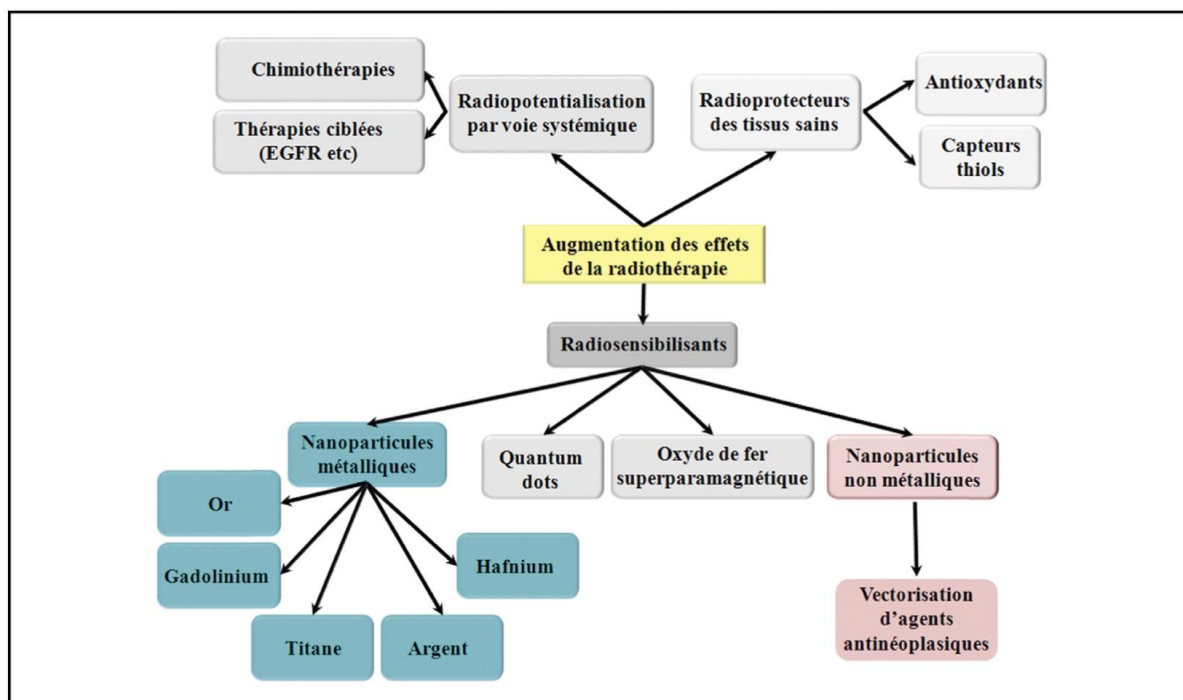 Chimiothérapies
Thérapies ciblées
(EGFR etc)
Radiopotentialisation
par voie systémique
Radioprotecteurs
des tissus sains
Antioxydants
Capteurs
thiols
Augmentation des effets
de la radiothérapie
Radiosensibilisants
Nanoparticules
métalliques
Quantum
dots
Oxyde de fer
superparamagnétique
Nanoparticules
non métalliques
Or
Gadolinium
Titane
Argent
Hafnium
Vectorisation
d’agents
antinéoplasiques